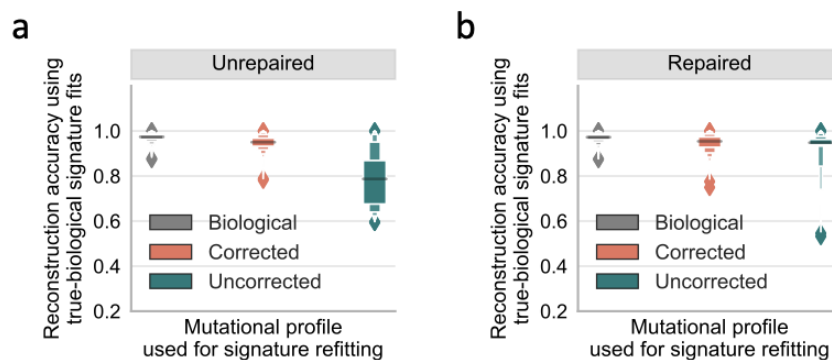 a
Unrepaired
Reconstruction accuracy using
true-biological signature fits
1.0
0.8
0.6
0.4
0.2
Biological
Corrected
Uncorrected
Mutational profile
used for signature refitting
b
Repaired
Reconstruction accuracy using
true-biological signature fits
1.0
0.8
0.6
0.4
0.2
Biological
Corrected
Uncorrected
Mutational profile
used for signature refitting